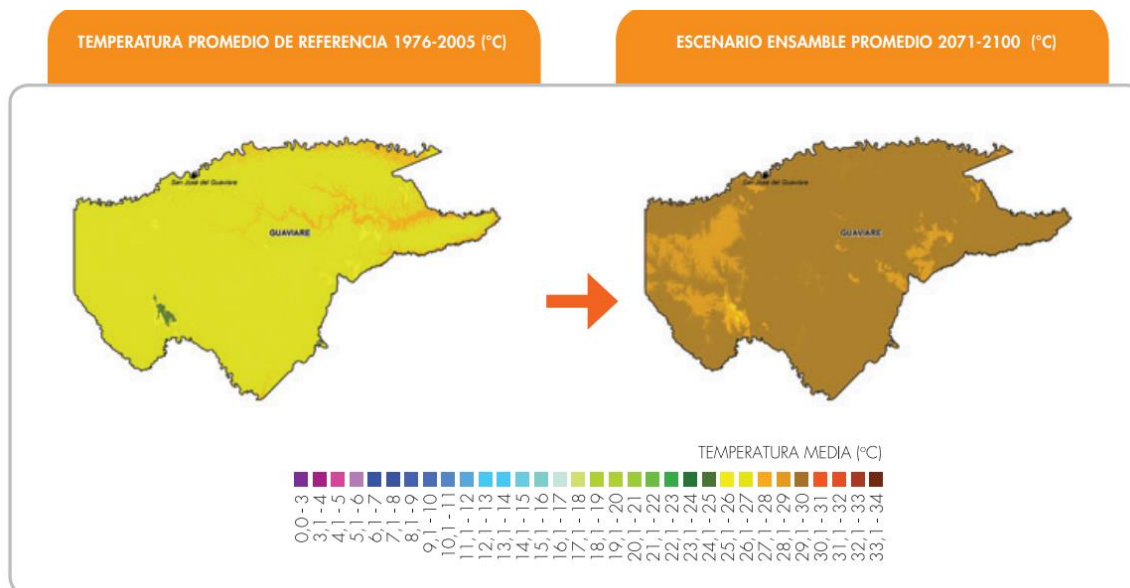 TEMPERATURA PROMEDIO DE REFERENCIA 1976-2005 (°C)
ESCENARIO ENSAMBLE PROMEDIO 2071-2100 (°C)
San José del Guaviare
GUAVIARE
San José del Guaviare
GUAVIARE
TEMPERATURA MEDIA (°C)
0,0 - 3
3,1 - 4
4,1 - 5
5,1 - 6
6,1 - 7
7,1 - 8
8,1 - 9
9,1 - 10
10,1 - 11
11,1 - 12
12,1 - 13
13,1 - 14
14,1 - 15
15,1 - 16
16,1 - 17
17,1 - 18
18,1 - 19
19,1 - 20
20,1 - 21
21,1 - 22
22,1 - 23
23,1 - 24
24,1 - 25
25,1 - 26
26,1 - 27
27,1 - 28
28,1 - 29
29,1 - 30
30,1 - 31
31,1 - 32
32,1 - 33
33,1 - 34